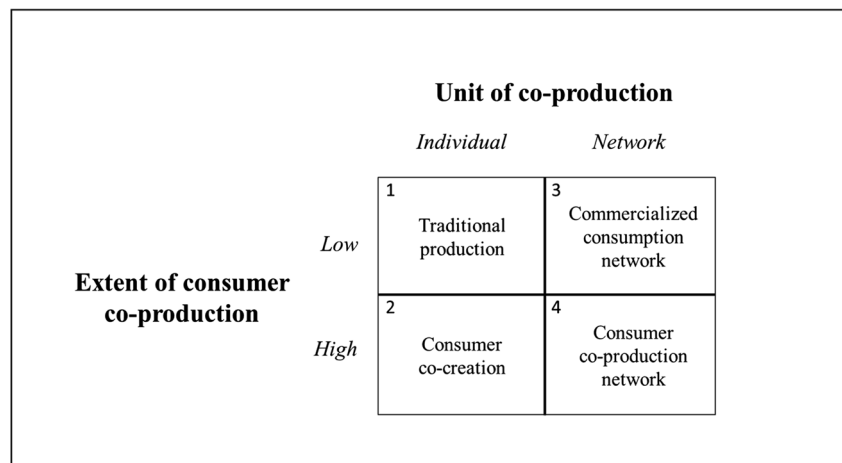 Unit of co-production
Individual
Network
1
3
Traditional
production
Commercialized
consumption
network
Low
Extent of consumer
co-production
High
2
4
Consumer
co-creation
Consumer
co-production
network